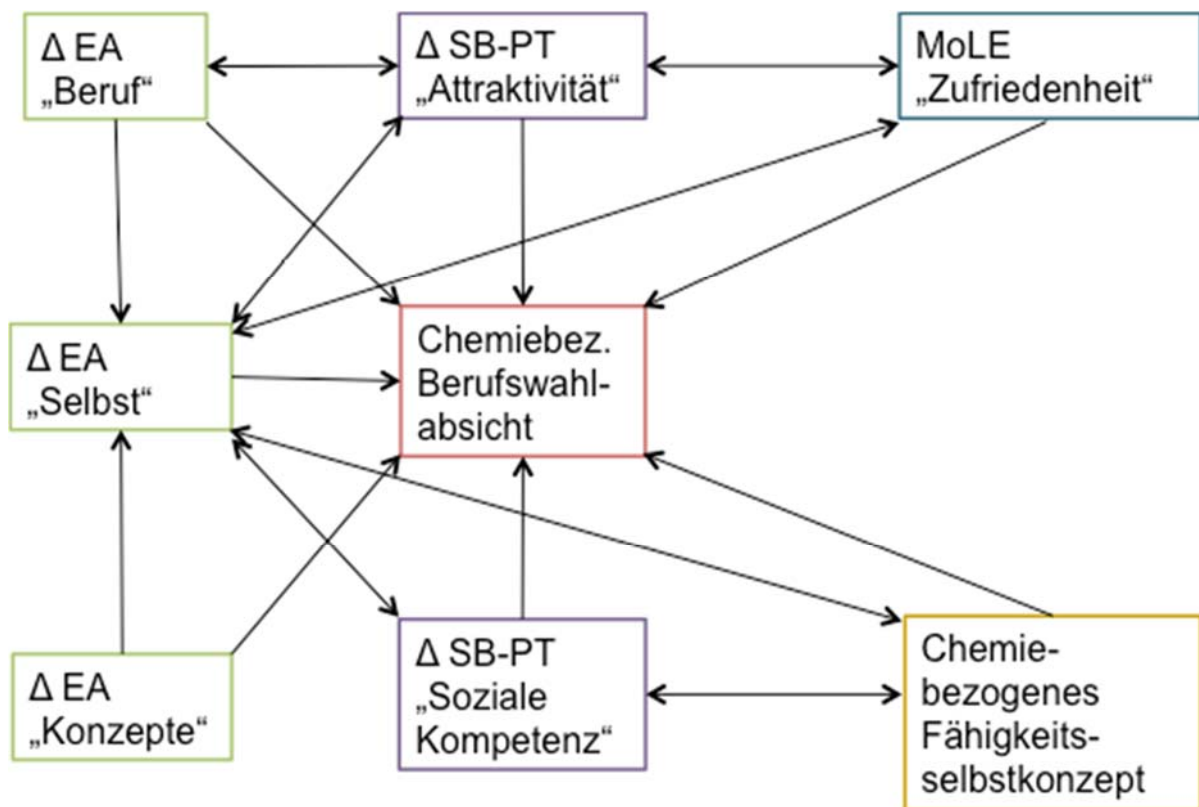 Δ EA
„Beruf“
Δ SB-PT
„Attraktivität“
MoLE
„Zufriedenheit“
Δ EA
„Selbst“
Chemiebez.
Berufswahl-
absicht
Δ EA
„Konzepte“
Δ SB-PT
„Soziale
Kompetenz“
Chemie-
bezogenes
Fähigkeits-
selbstkonzept